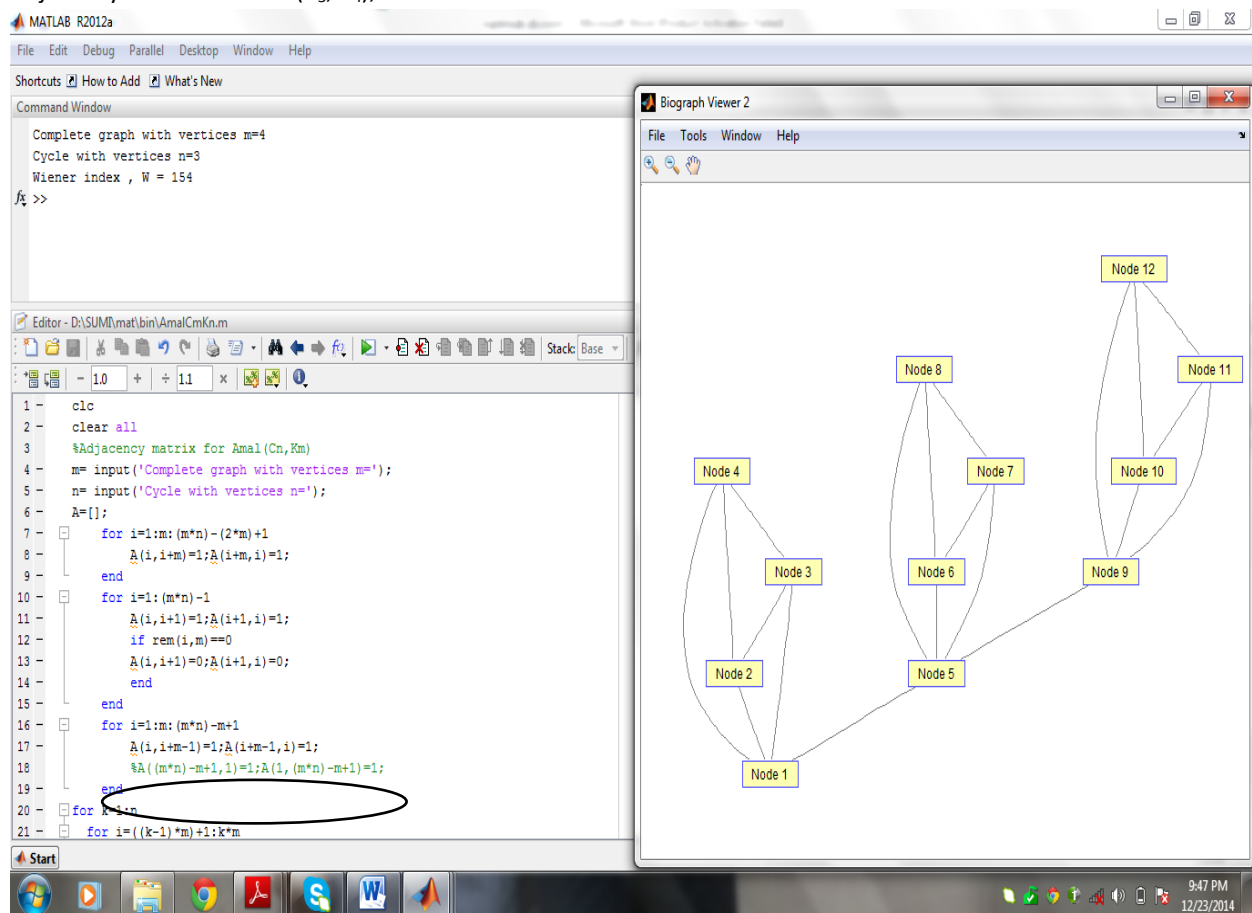 MATLAB R2012a
File Edit Debug Parallel Desktop Window Help
Shortcuts How to Add What's New
Command Window
Complete graph with vertices m=4
Cycle with vertices n=3
Wiener index , W = 154
fx >>
Editor - D:\SUMI\mat\bin\AmalCmKn.m
Stack: Base
- 1.0 + ÷ 1.1 ×
1 - clc
2 - clear all
3 %Adjacency matrix for Amal(Cn,Km)
4 - m= input('Complete graph with vertices m=');
5 - n= input('Cycle with vertices n=');
6 - A=[];
7 - for i=1:m:(m*n)-(2*m)+1
8 - A(i,i+m)=1;A(i+m,i)=1;
9 - end
10 - for i=1:(m*n)-1
11 - A(i,i+1)=1;A(i+1,i)=1;
12 - if rem(i,m)==0
13 - A(i,i+1)=0;A(i+1,i)=0;
14 - end
15 - end
16 - for i=1:m:(m*n)-m+1
17 - A(i,i+m-1)=1;A(i+m-1,i)=1;
18 %A((m*n)-m+1,1)=1;A(1,(m*n)-m+1)=1;
19 - end
20 - for k=1:n
21 - for i=((k-1)*m)+1:k*m
Start
Biograph Viewer 2
File Tools Window Help
Node 12
Node 8
Node 11
Node 4
Node 7
Node 10
Node 3
Node 6
Node 9
Node 2
Node 5
Node 1
9:47 PM
12/23/2014